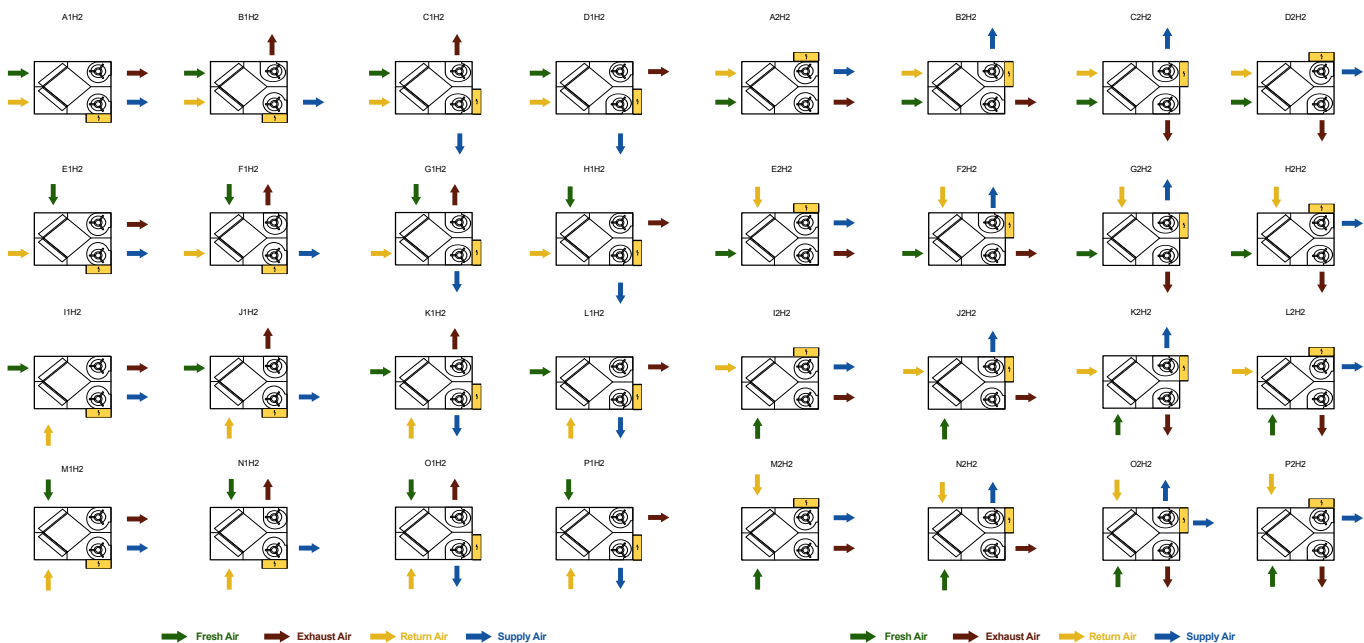 A1H2 B1H2 C1H2 D1H2 A2H2 B2H2 C2H2 D2H2
E1H2 F1H2 G1H2 H1H2 E2H2 F2H2 G2H2 H2H2
I1H2 J1H2 K1H2 L1H2 I2H2 J2H2 K2H2 L2H2
M1H2 N1H2 O1H2 P1H2 M2H2 N2H2 O2H2 P2H2
Fresh Air Exhaust Air Return Air Supply Air Fresh Air Exhaust Air Return Air Supply Air